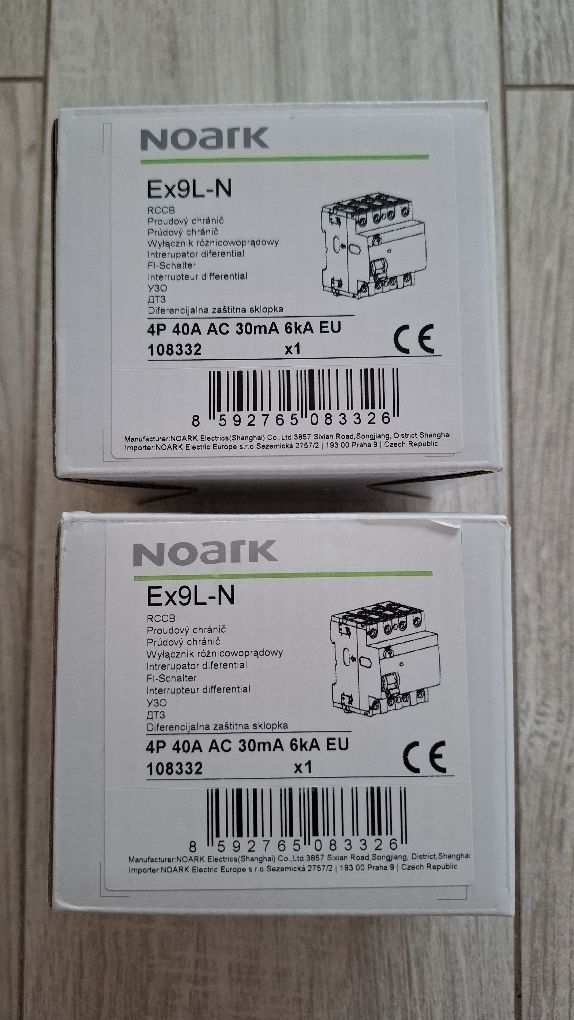 NOARK
Ex9L-N
RCCB
Proudový chránič
Prúdový chránič
Wyłącznik różnicowoprądowy
Intrerupator diferential
FI-Schalter
Interrupteur différentiel
УЗО
ДТЗ
Diferencijalna zaštitna sklopka
4P 40A AC 30mA 6kA EU
108332 x1
CE
8 592765 083326
Manufacturer:NOARK Electrics(Shanghai) Co.,Ltd 3857 Sixian Road,Songjiang, District Shanghai
Importer:NOARK Electric Europe s.r.o Sezemická 2757/2 | 193 00 Praha 9 | Czech Republic
NOARK
Ex9L-N
RCCB
Proudový chránič
Prúdový chránič
Wyłącznik różnicowoprądowy
Intrerupator diferential
FI-Schalter
Interrupteur différentiel
УЗО
ДТЗ
Diferencijalna zaštitna sklopka
4P 40A AC 30mA 6kA EU
108332 x1
CE
8 592765 083326
Manufacturer:NOARK Electrics(Shanghai) Co.,Ltd 3857 Sixian Road,Songjiang, District,Shanghai
Importer:NOARK Electric Europe s.r.o Sezemická 2757/2 | 193 00 Praha 9 | Czech Republic